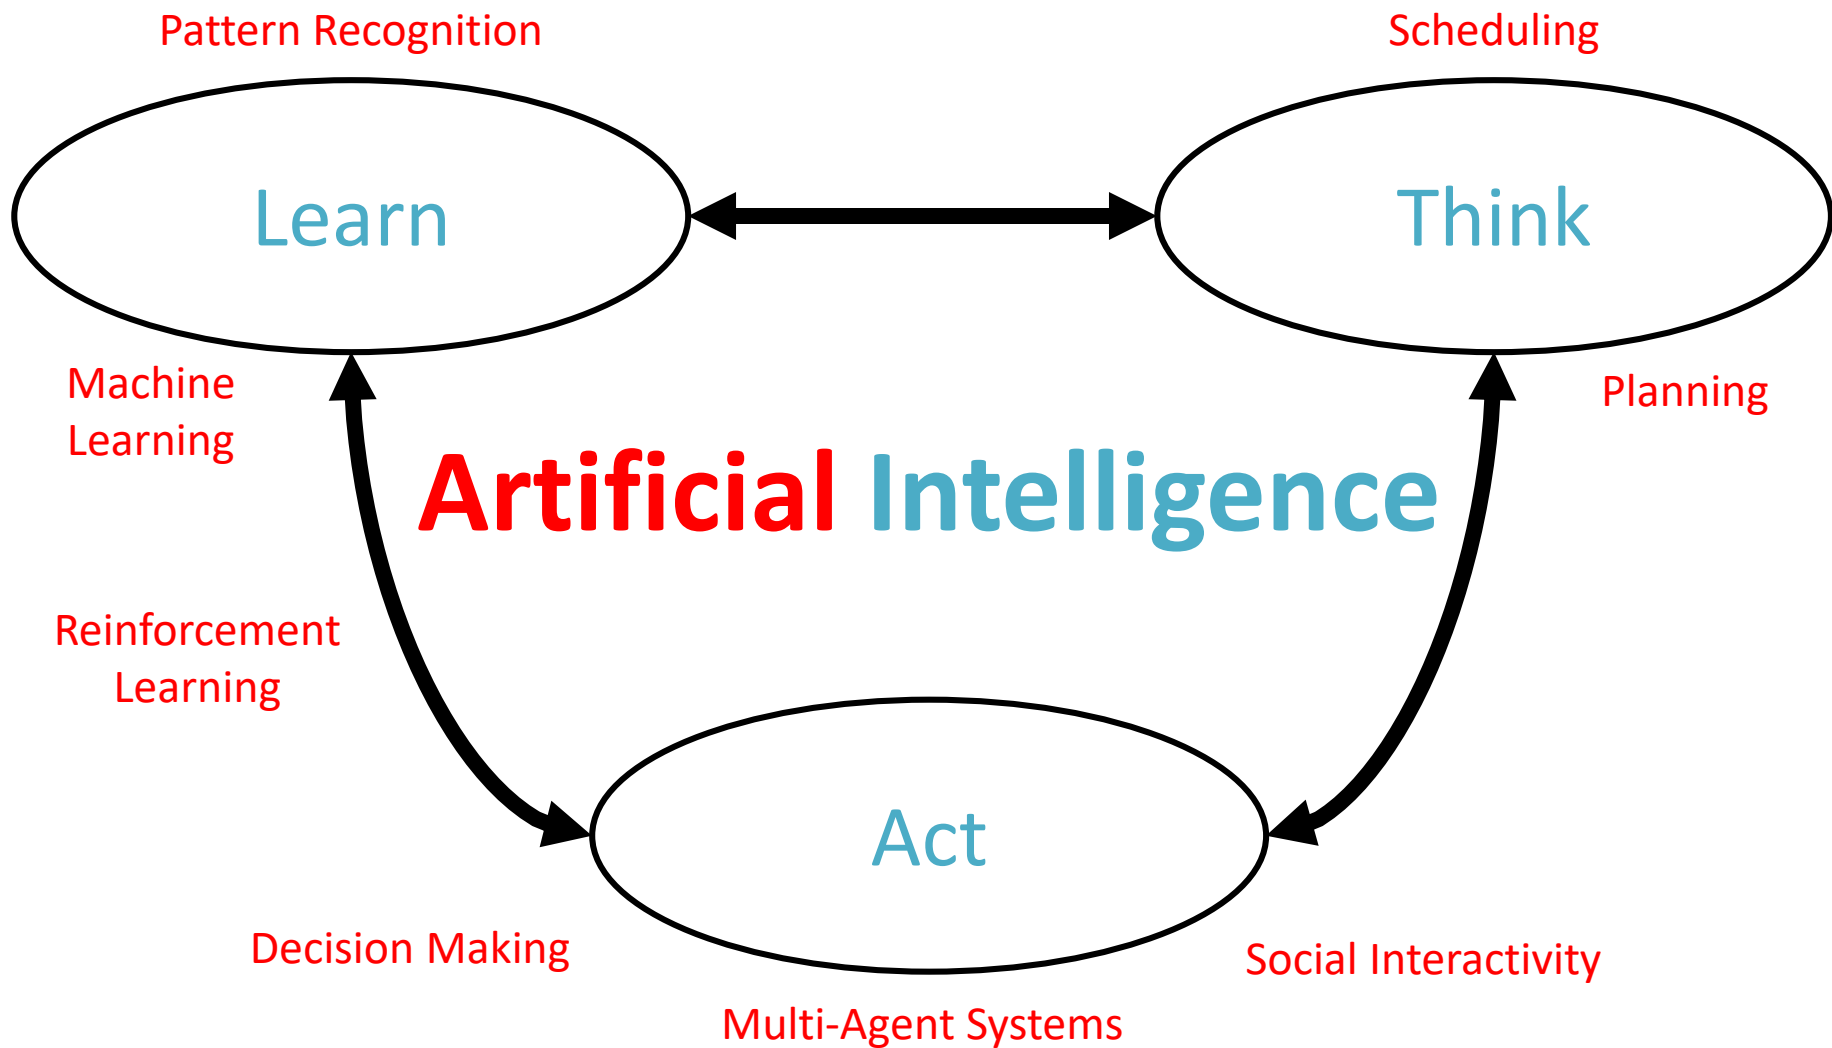 Pattern Recognition
Scheduling
Learn
Think
Machine
Learning
Planning
Artificial Intelligence
Reinforcement
Learning
Act
Decision Making
Social Interactivity
Multi-Agent Systems